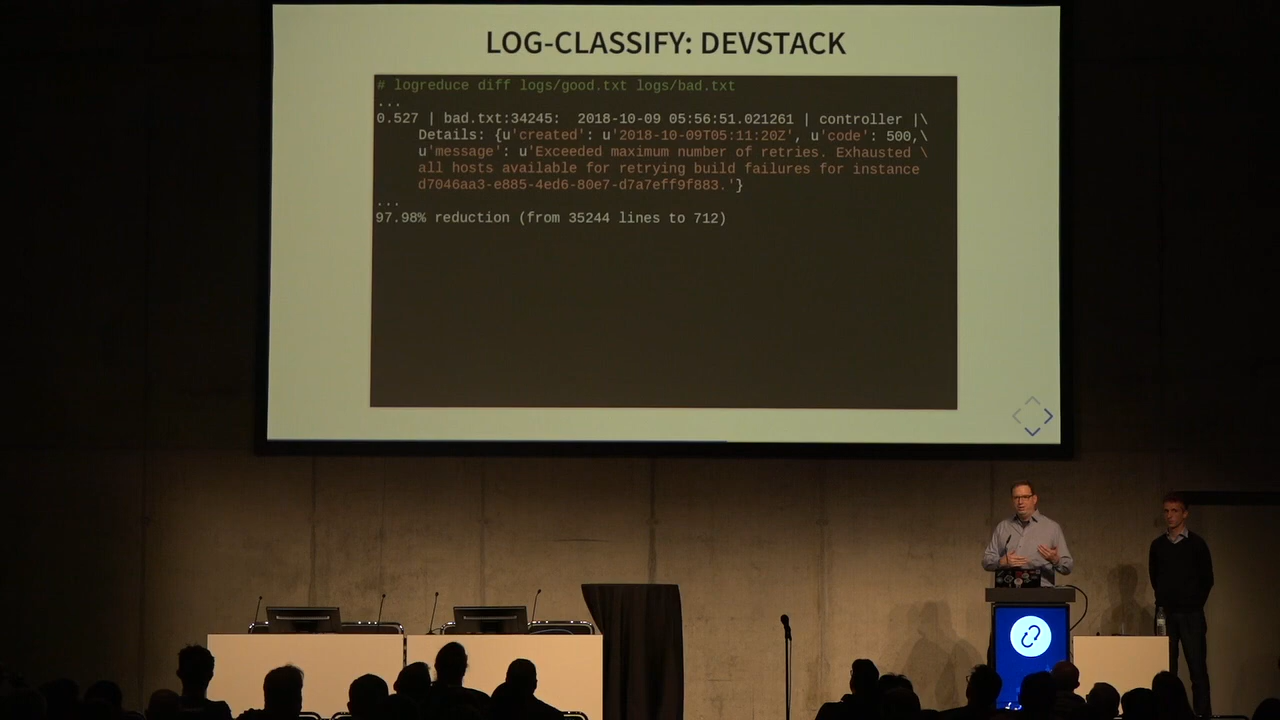 LOG-CLASSIFY: DEVSTACK
# logreduce diff logs/good.txt logs/bad.txt
...
0.527 | bad.txt:34245:  2018-10-09 05:56:51.021261 | controller |\
Details: {u'created': u'2018-10-09T05:11:20Z', u'code': 500,\
u'message': u'Exceeded maximum number of retries. Exhausted \
all hosts available for retrying build failures for instance
d7046aa3-e885-4ed6-80e7-d7a7eff9f883.'}
...
97.98% reduction (from 35244 lines to 712)